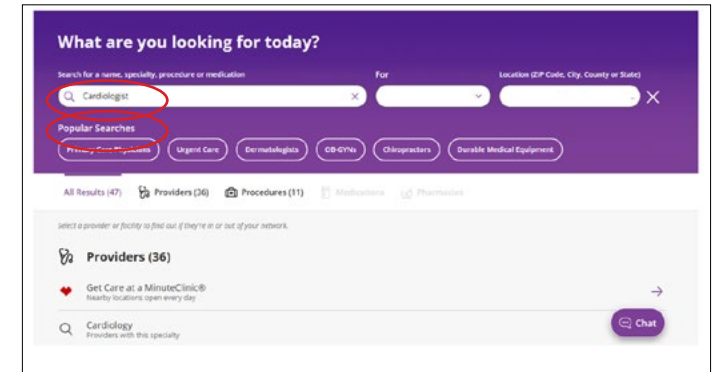 What are you looking for today?
Search for a name, specialty, procedure or medication For Location (ZIP Code, City, County or State)
Cardiologist
Popular Searches
Primary Care Physicians Urgent Care Dermatologists OB-GYNs Chiropractors Durable Medical Equipment
All Results (47) Providers (36) Procedures (11) Medications Pharmacies
Select a provider or facility to find out if they're in or out of your network.
Providers (36)
Get Care at a MinuteClinic®
Nearby locations open every day
Cardiology
Providers with this specialty
Chat